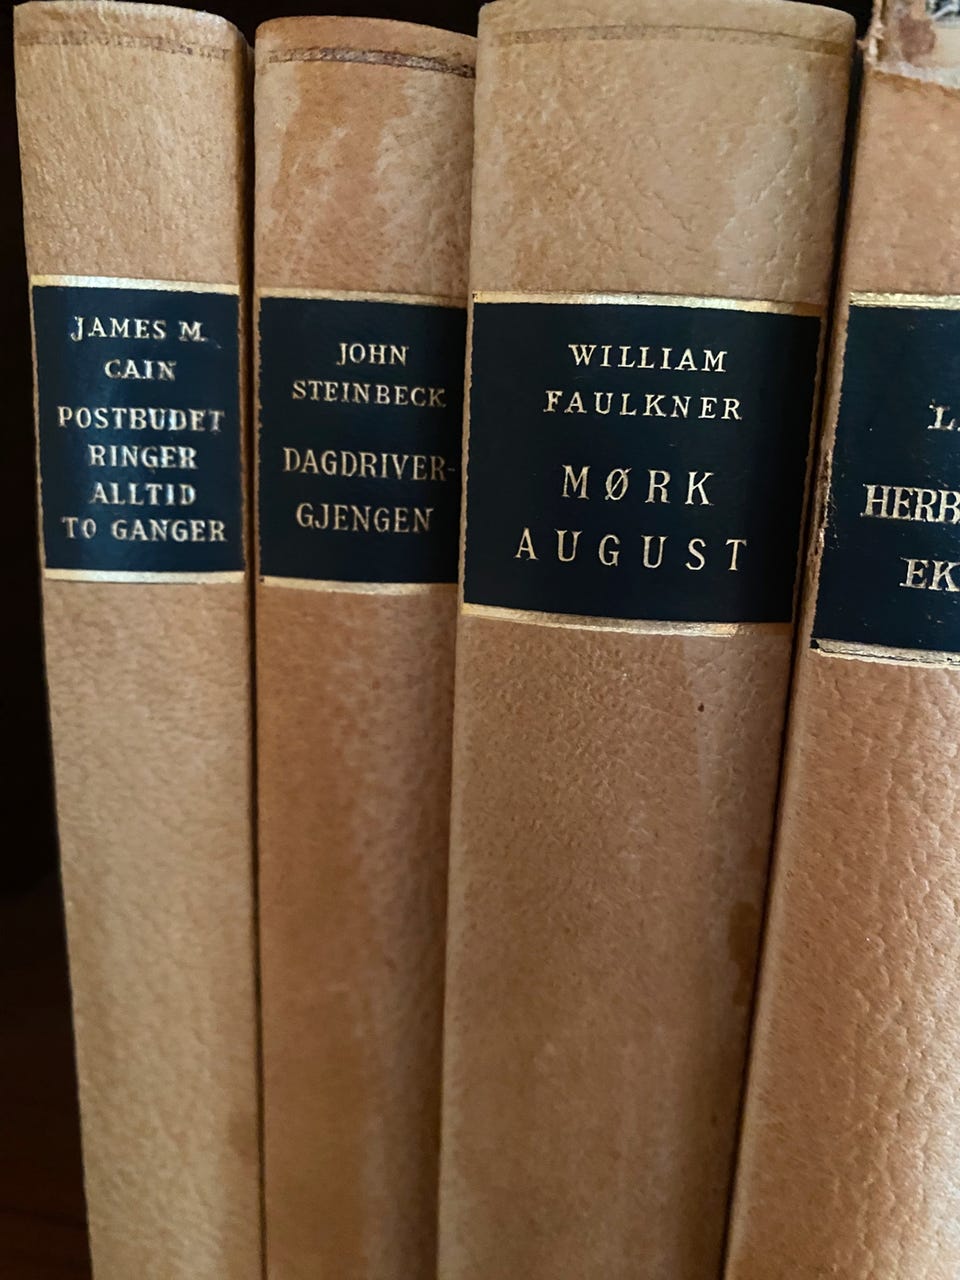 JAMES M.
CAIN
POSTBUDET
RINGER
ALLTID
TO GANGER
JOHN
STEINBECK
DAGDRIVER-
GJENGEN
WILLIAM
FAULKNER
MØRK
AUGUST